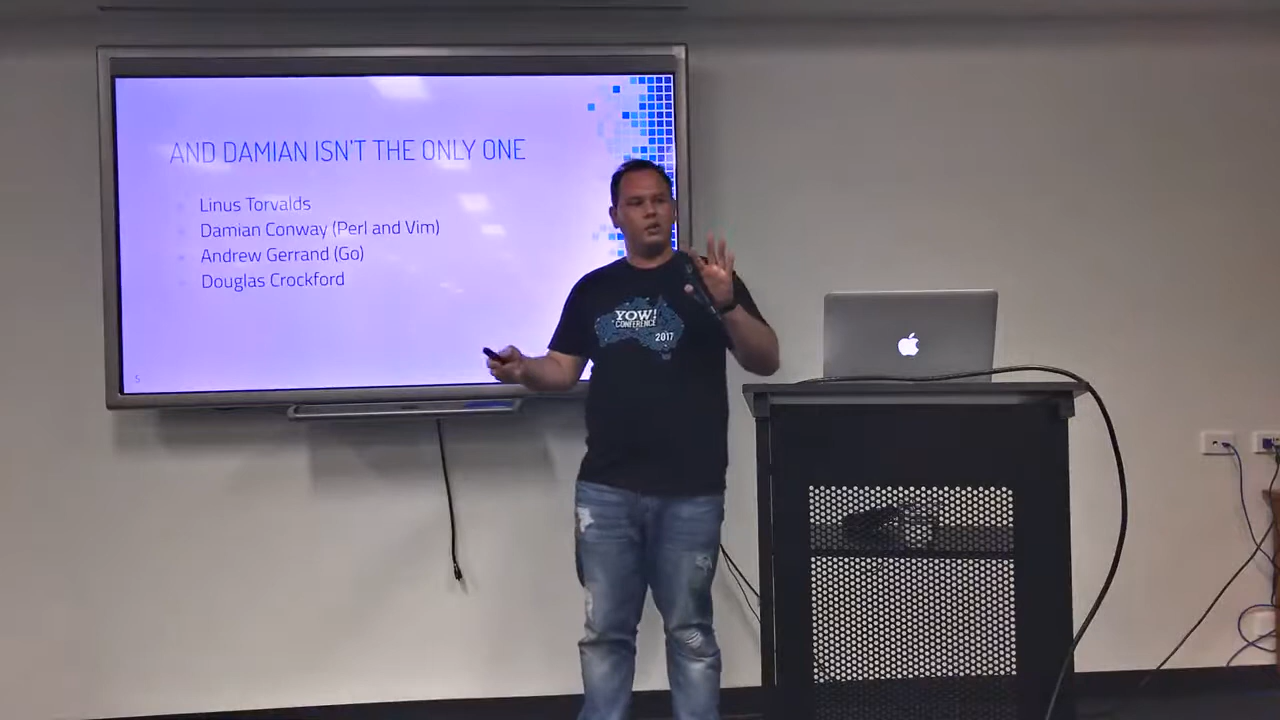 AND DAMIAN ISN'T THE ONLY ONE
Linus Torvalds
Damian Conway (Perl and Vim)
Andrew Gerrand (Go)
Douglas Crockford
5
YOW!
CONFERENCE
2017